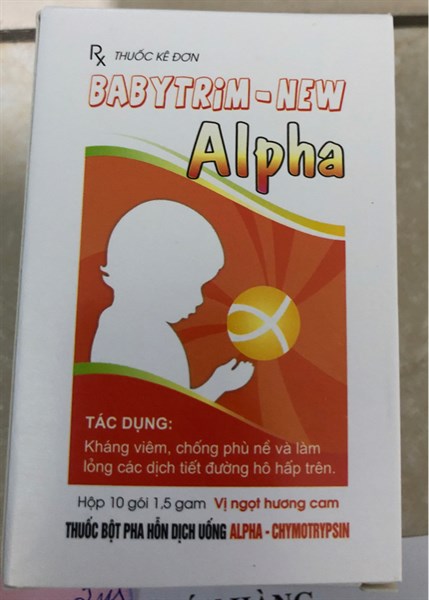 Rx THUỐC KÊ ĐƠN
BABYTRIM - NEW
Alpha
TÁC DỤNG:
Kháng viêm, chống phù nề và làm
lỏng các dịch tiết đường hô hấp trên.
Hộp 10 gói 1,5 gam Vị ngọt hương cam
THUỐC BỘT PHA HỖN DỊCH UỐNG ALPHA - CHYMOTRYPSIN